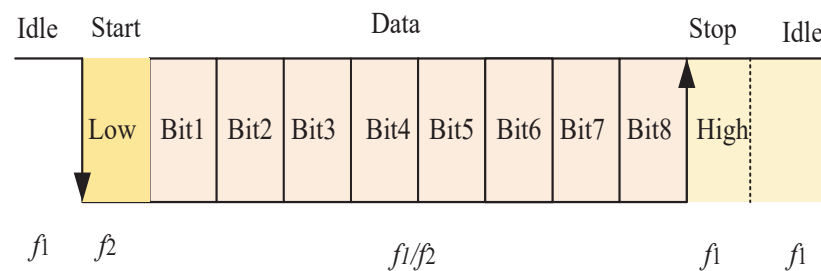 Idle Start Data Stop Idle
Low Bit1 Bit2 Bit3 Bit4 Bit5 Bit6 Bit7 Bit8 High
f1 f2 f1/f2 f1 f1